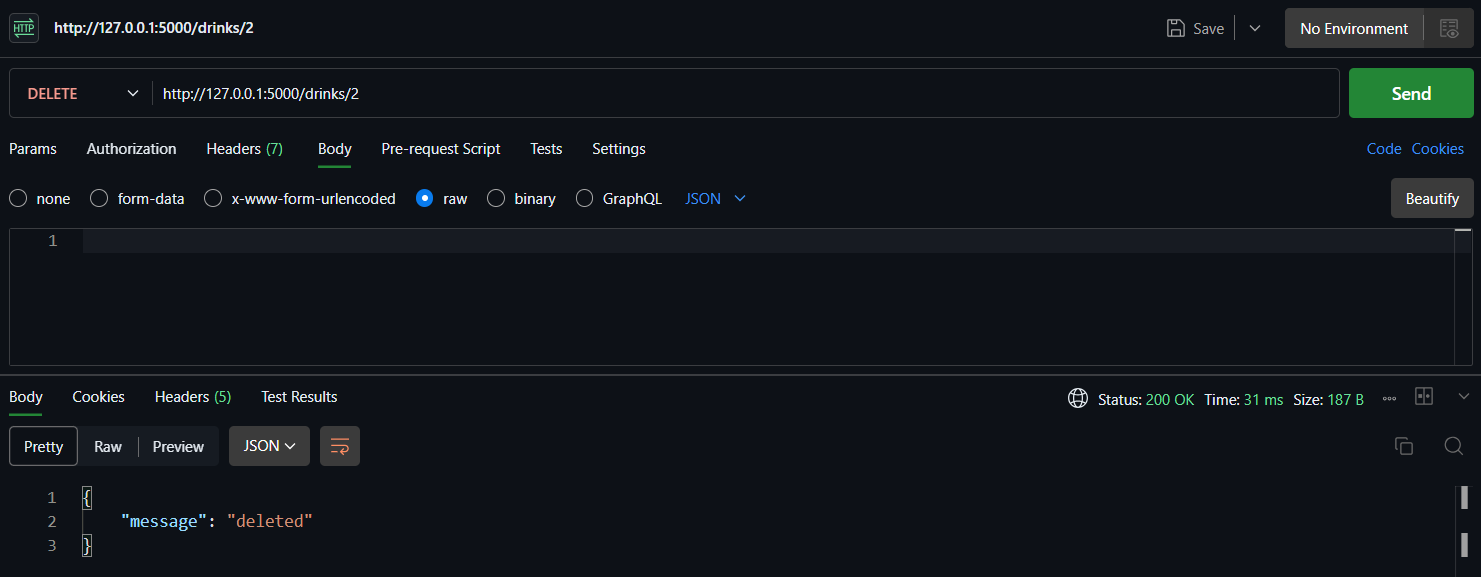 HTTP http://127.0.0.1:5000/drinks/2 Save No Environment
DELETE http://127.0.0.1:5000/drinks/2 Send
Params Authorization Headers (7) Body Pre-request Script Tests Settings Code Cookies
none form-data x-www-form-urlencoded raw binary GraphQL JSON Beautify
1
Body Cookies Headers (5) Test Results Status: 200 OK Time: 31 ms Size: 187 B
Pretty Raw Preview JSON
1 {
2 "message": "deleted"
3 }